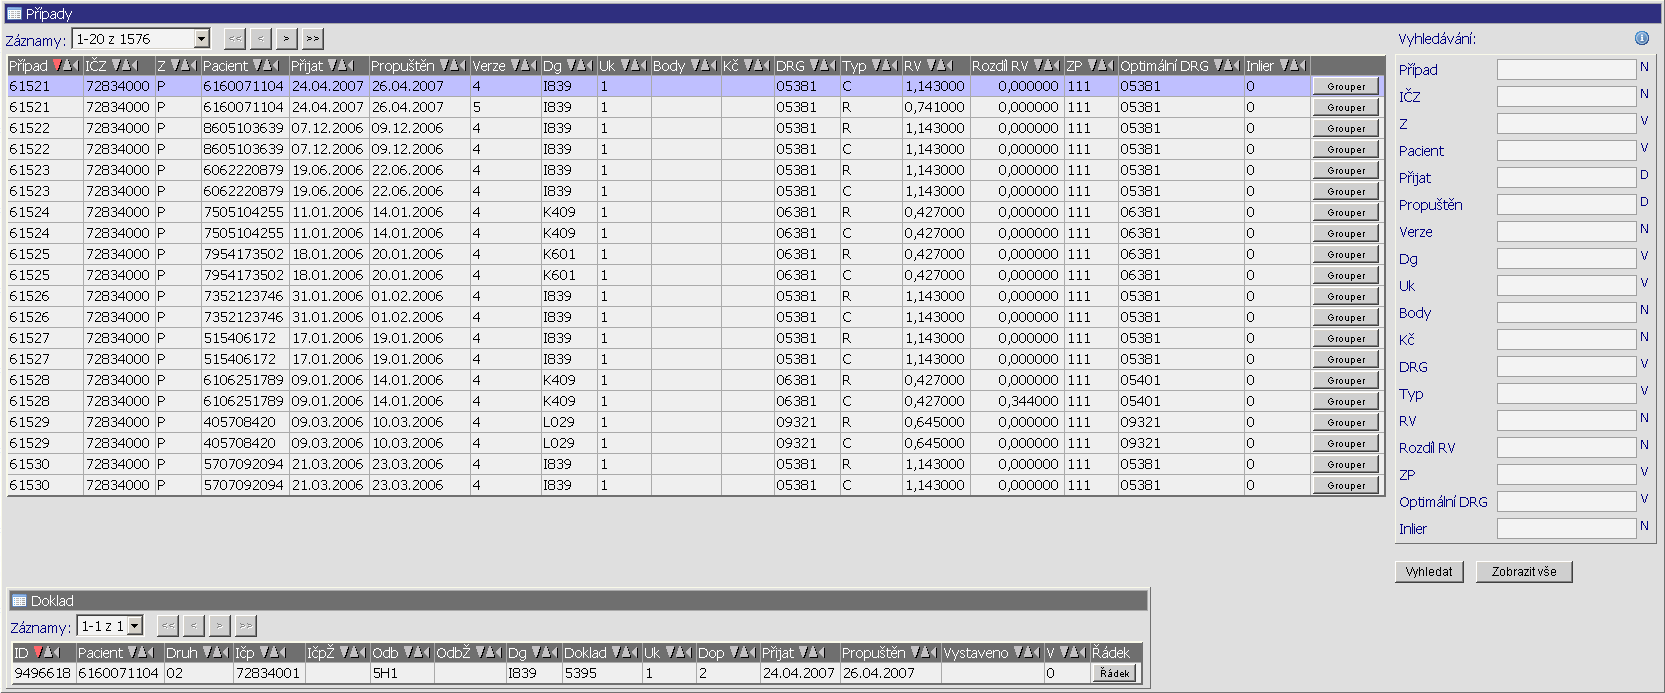 Případy
Záznamy: 1-20 z 1576 << < > >>
Vyhledávání:
Případ IČZ Z Pacient Přijat Propuštěn Verze Dg Uk Body Kč DRG Typ RV Rozdíl RV ZP Optimální DRG Inlier
61521 72834000 P 6160071104 24.04.2007 26.04.2007 4 I839 1 05381 C 1,143000 0,000000 111 05381 0 Grouper
61521 72834000 P 6160071104 24.04.2007 26.04.2007 5 I839 1 05381 R 0,741000 0,000000 111 05381 0 Grouper
61522 72834000 P 8605103639 07.12.2006 09.12.2006 4 I839 1 05381 R 1,143000 0,000000 111 05381 0 Grouper
61522 72834000 P 8605103639 07.12.2006 09.12.2006 4 I839 1 05381 C 1,143000 0,000000 111 05381 0 Grouper
61523 72834000 P 6062220879 19.06.2006 22.06.2006 4 I839 1 05381 R 1,143000 0,000000 111 05381 0 Grouper
61523 72834000 P 6062220879 19.06.2006 22.06.2006 4 I839 1 05381 C 1,143000 0,000000 111 05381 0 Grouper
61524 72834000 P 7505104255 11.01.2006 14.01.2006 4 K409 1 06381 R 0,427000 0,000000 111 06381 0 Grouper
61524 72834000 P 7505104255 11.01.2006 14.01.2006 4 K409 1 06381 C 0,427000 0,000000 111 06381 0 Grouper
61525 72834000 P 7954173502 18.01.2006 20.01.2006 4 K601 1 06381 R 0,427000 0,000000 111 06381 0 Grouper
61525 72834000 P 7954173502 18.01.2006 20.01.2006 4 K601 1 06381 C 0,427000 0,000000 111 06381 0 Grouper
61526 72834000 P 7352123746 31.01.2006 01.02.2006 4 I839 1 05381 R 1,143000 0,000000 111 05381 0 Grouper
61526 72834000 P 7352123746 31.01.2006 01.02.2006 4 I839 1 05381 C 1,143000 0,000000 111 05381 0 Grouper
61527 72834000 P 515406172 17.01.2006 19.01.2006 4 I839 1 05381 R 1,143000 0,000000 111 05381 0 Grouper
61527 72834000 P 515406172 17.01.2006 19.01.2006 4 I839 1 05381 C 1,143000 0,000000 111 05381 0 Grouper
61528 72834000 P 6106251789 09.01.2006 14.01.2006 4 K409 1 06381 R 0,427000 0,000000 111 05401 0 Grouper
61528 72834000 P 6106251789 09.01.2006 14.01.2006 4 K409 1 06381 C 0,427000 0,344000 111 05401 0 Grouper
61529 72834000 P 405708420 09.03.2006 10.03.2006 4 L029 1 09321 R 0,645000 0,000000 111 09321 0 Grouper
61529 72834000 P 405708420 09.03.2006 10.03.2006 4 L029 1 09321 C 0,645000 0,000000 111 09321 0 Grouper
61530 72834000 P 5707092094 21.03.2006 23.03.2006 4 I839 1 05381 R 1,143000 0,000000 111 05381 0 Grouper
61530 72834000 P 5707092094 21.03.2006 23.03.2006 4 I839 1 05381 C 1,143000 0,000000 111 05381 0 Grouper
Případ N
IČZ N
Z V
Pacient V
Přijat D
Propuštěn D
Verze N
Dg V
Uk V
Body N
Kč N
DRG V
Typ V
RV N
Rozdíl RV N
ZP V
Optimální DRG V
Inlier N
Vyhledat Zobrazit vše
Doklad
Záznamy: 1-1 z 1 << < > >>
ID Pacient Druh Ičp IčpŽ Odb OdbŽ Dg Doklad Uk Dop Přijat Propuštěn Vystaveno V Řádek
9496618 6160071104 02 72834001 5H1 I839 5395 1 2 24.04.2007 26.04.2007 0 Řádek